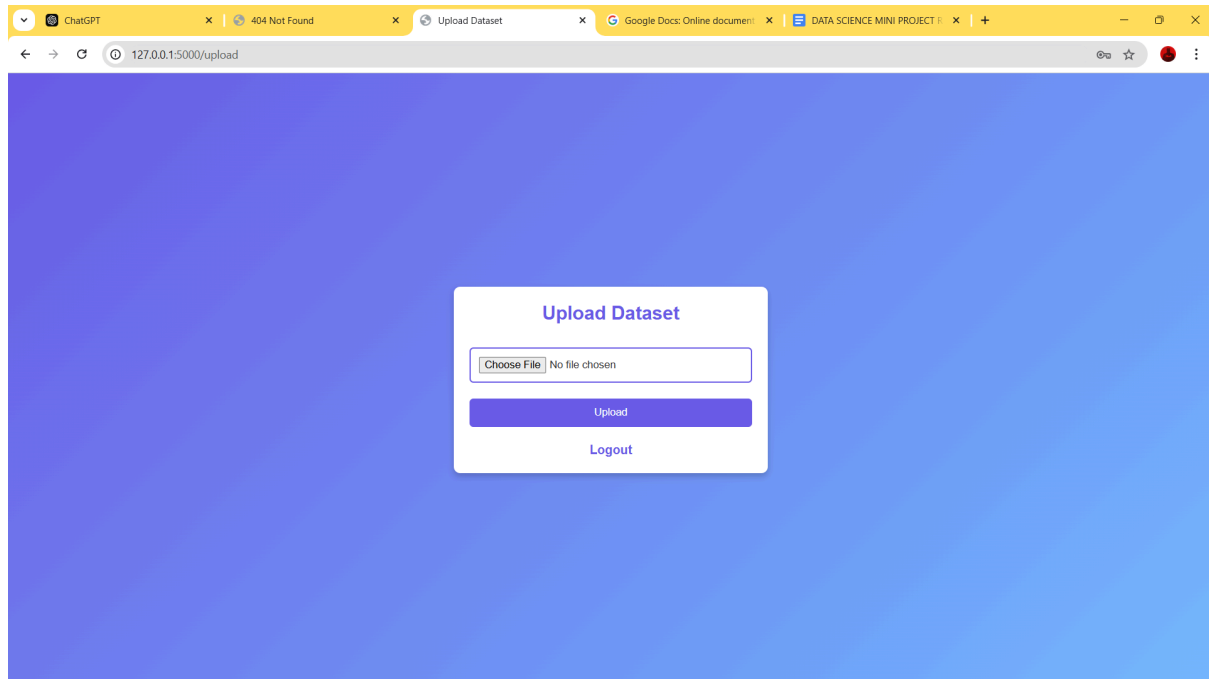 ChatGPT
404 Not Found
Upload Dataset
Google Docs: Online document
DATA SCIENCE MINI PROJECT R
127.0.0.1:5000/upload
Upload Dataset
Choose File No file chosen
Upload
Logout